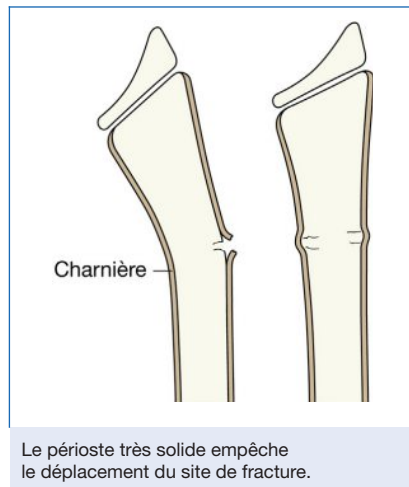 Charnière
Le périoste très solide empêche
le déplacement du site de fracture.